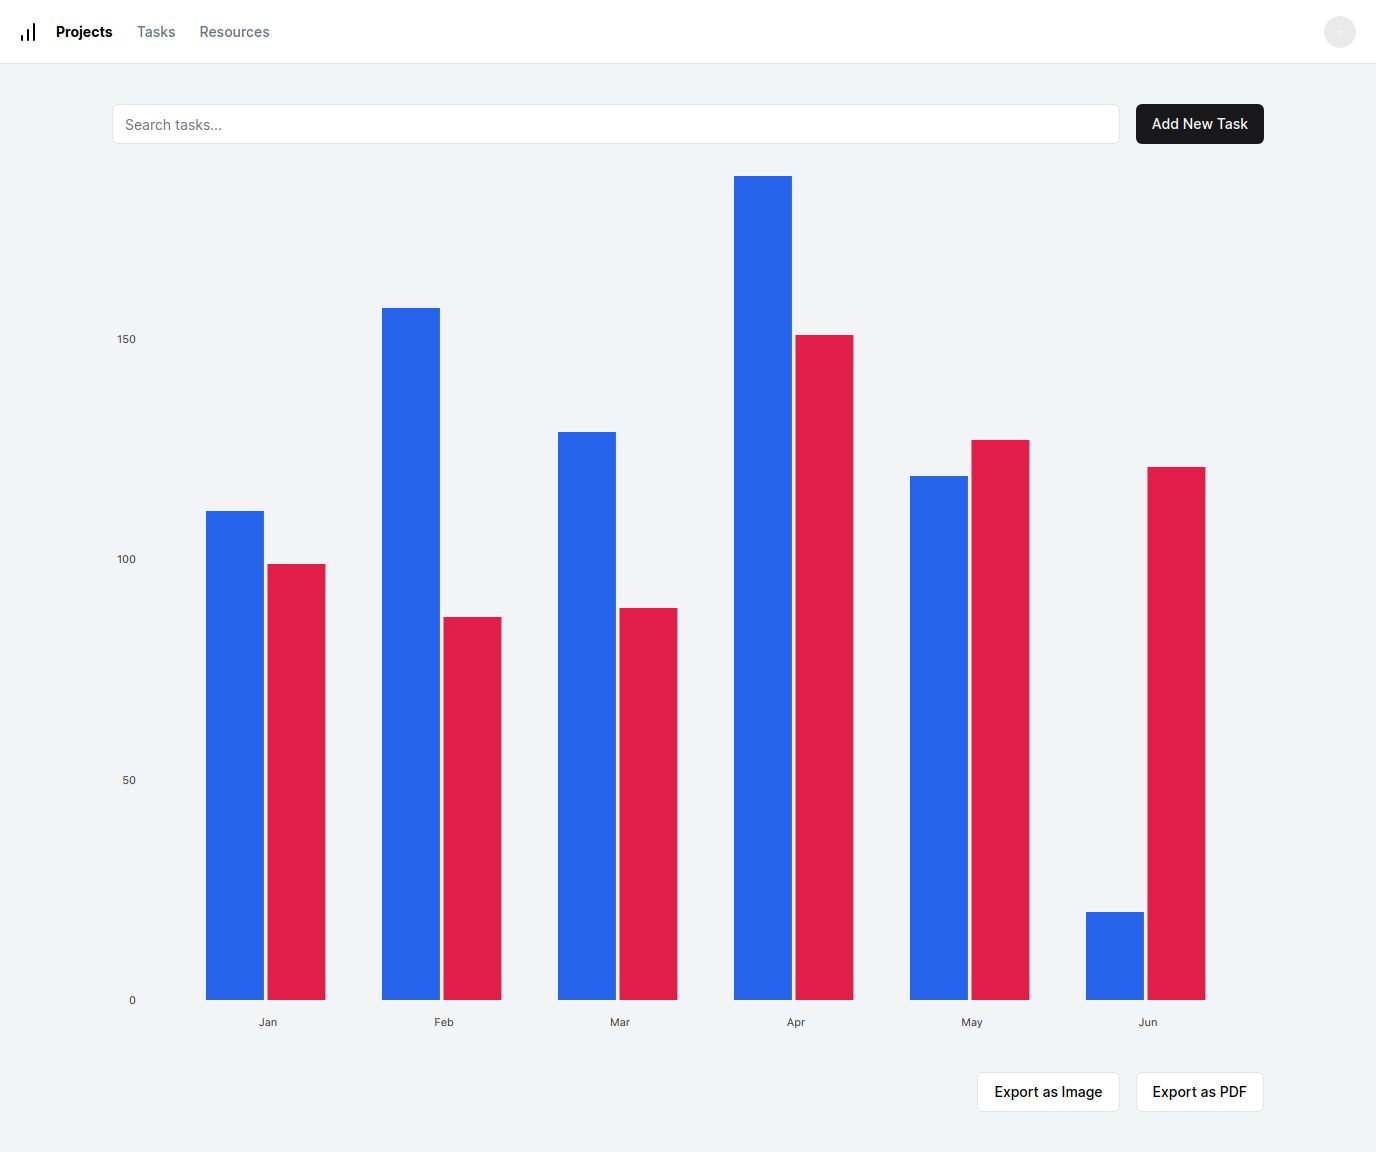 Projects Tasks Resources
Search tasks...
Add New Task
150
100
50
0
Jan Feb Mar Apr May Jun
Export as Image Export as PDF